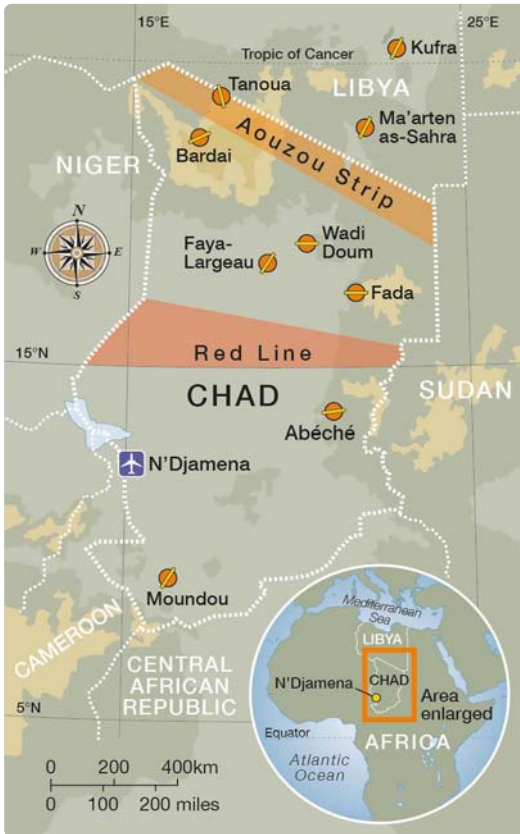 15°E
25°E
Tropic of Cancer
Kufra
Tanoua
LIBYA
Ma'arten
as-Sahra
Bardai
Aouzou Strip
NIGER
N
W E
S
Wadi
Doum
Faya-
Largeau
Fada
15°N
Red Line
CHAD
SUDAN
Abéché
N'Djamena
Moundou
CAMEROON
CENTRAL
AFRICAN
REPUBLIC
5°N
0 200 400km
0 100 200 miles
Mediterranean
Sea
LIBYA
CHAD
N'Djamena
Area
enlarged
Equator
AFRICA
Atlantic
Ocean